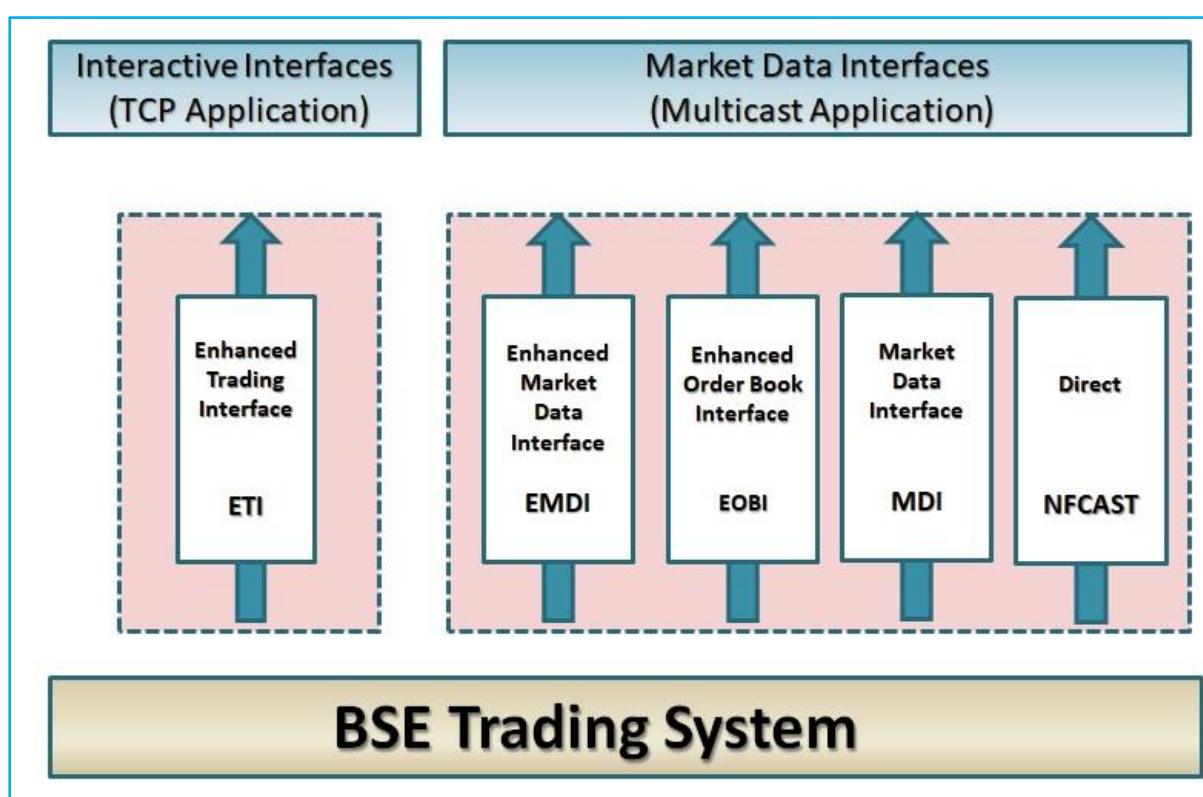 Interactive Interfaces
(TCP Application)
Market Data Interfaces
(Multicast Application)
Enhanced
Trading
Interface
ETI
Enhanced
Market
Data
Interface
EMDI
Enhanced
Order Book
Interface
EOBI
Market
Data
Interface
MDI
Direct
NFCAST
BSE Trading System